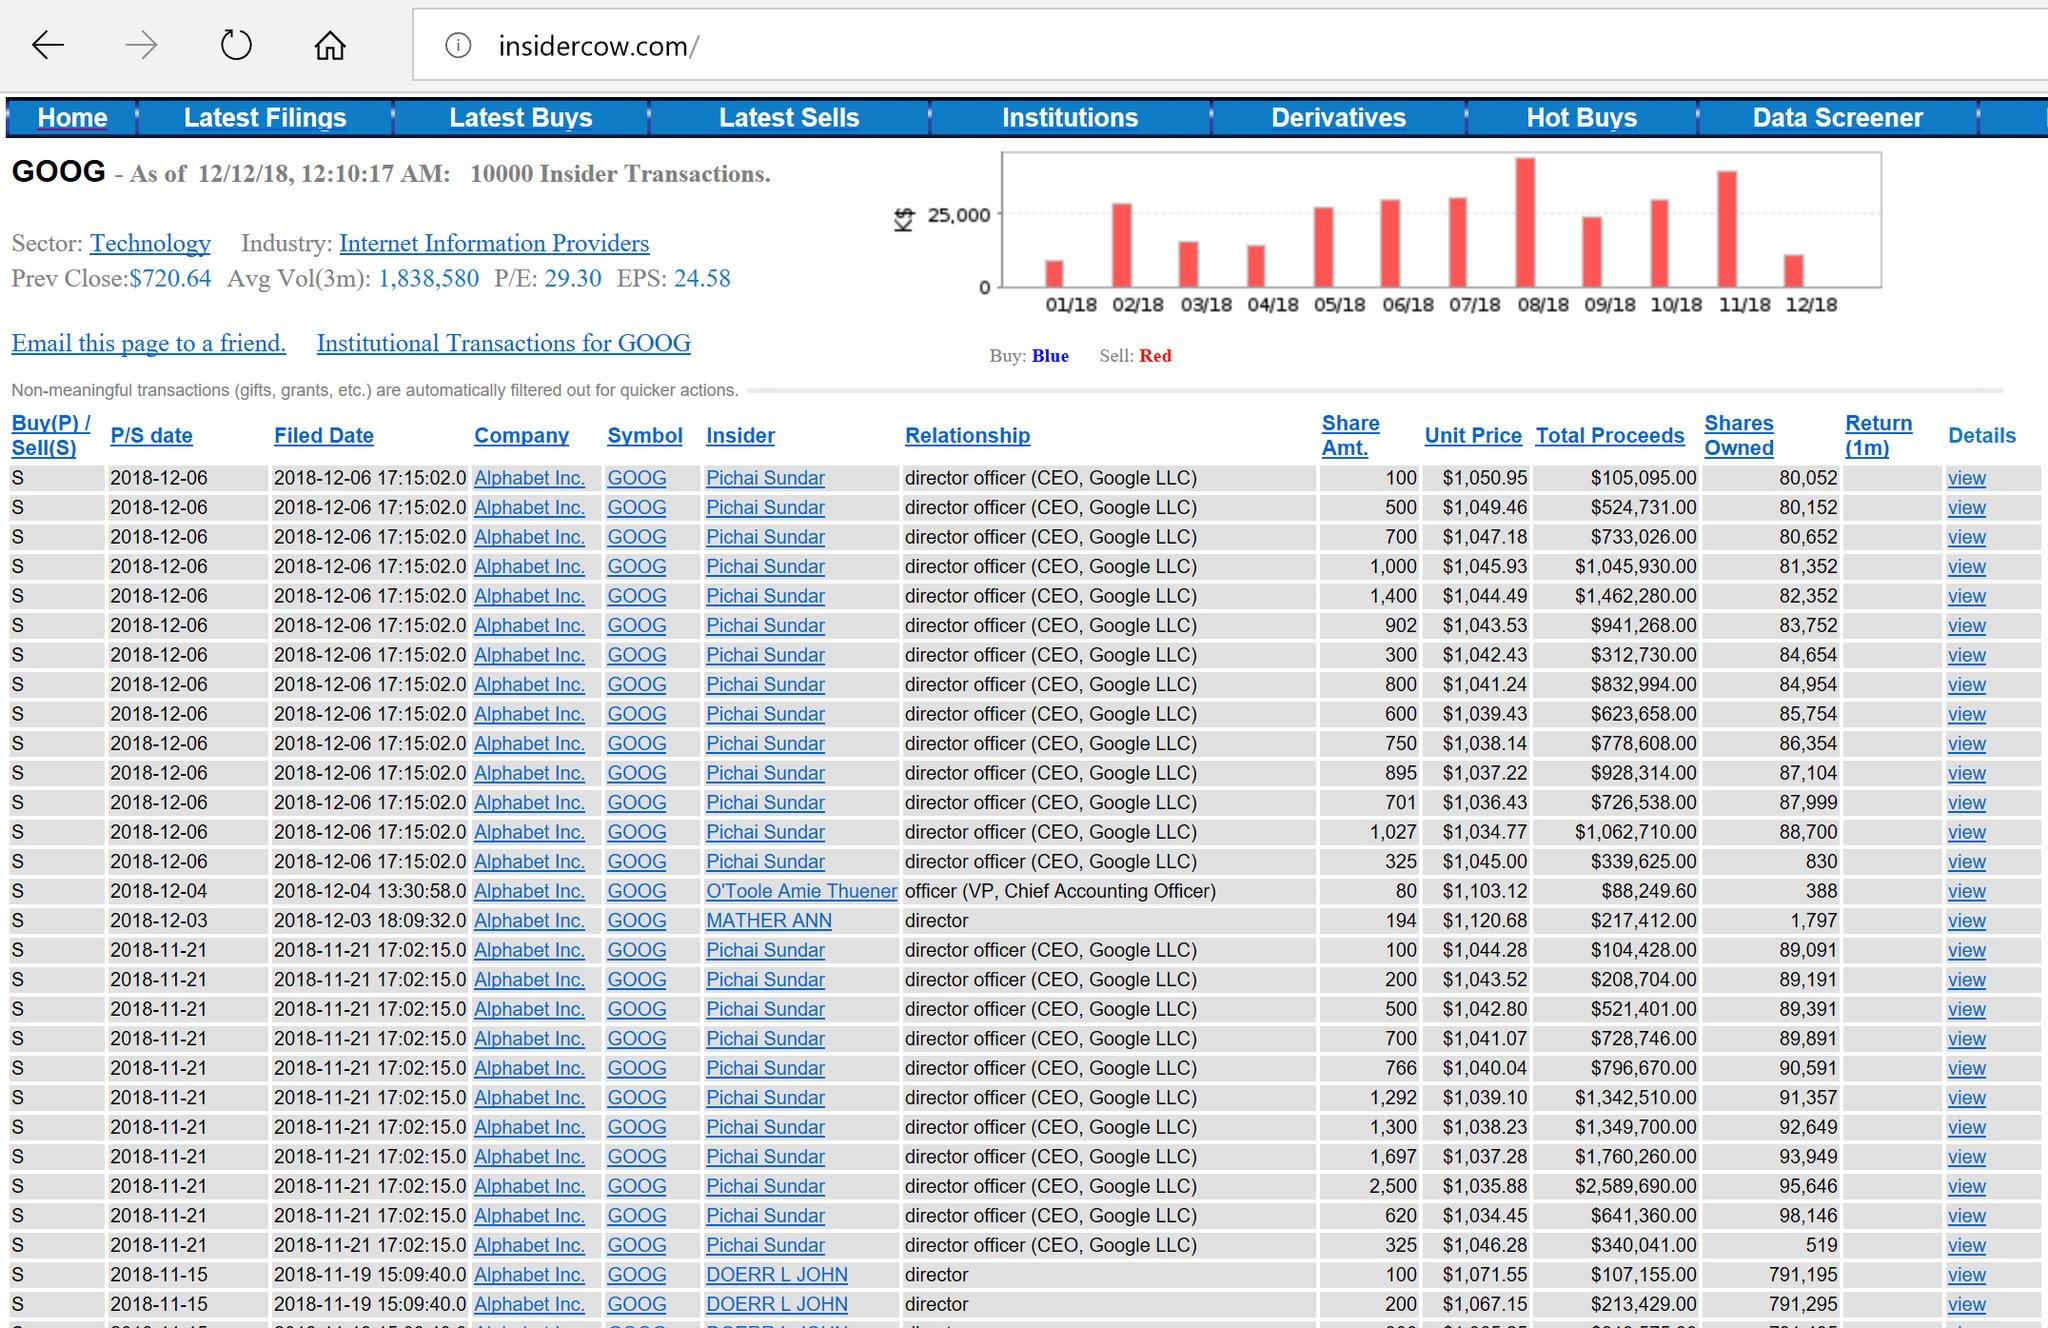 insidercow.com/
Home Latest Filings Latest Buys Latest Sells Institutions Derivatives Hot Buys Data Screener
GOOG - As of 12/12/18, 12:10:17 AM: 10000 Insider Transactions.
Sector: Technology Industry: Internet Information Providers
Prev Close:$720.64 Avg Vol(3m): 1,838,580 P/E: 29.30 EPS: 24.58
Email this page to a friend. Institutional Transactions for GOOG
K$
25,000
0
01/18 02/18 03/18 04/18 05/18 06/18 07/18 08/18 09/18 10/18 11/18 12/18
Buy: Blue Sell: Red
Non-meaningful transactions (gifts, grants, etc.) are automatically filtered out for quicker actions.
Buy(P) / Sell(S) P/S date Filed Date Company Symbol Insider Relationship Share Amt. Unit Price Total Proceeds Shares Owned Return (1m) Details
S 2018-12-06 2018-12-06 17:15:02.0 Alphabet Inc. GOOG Pichai Sundar director officer (CEO, Google LLC) 100 $1,050.95 $105,095.00 80,052 view
S 2018-12-06 2018-12-06 17:15:02.0 Alphabet Inc. GOOG Pichai Sundar director officer (CEO, Google LLC) 500 $1,049.46 $524,731.00 80,152 view
S 2018-12-06 2018-12-06 17:15:02.0 Alphabet Inc. GOOG Pichai Sundar director officer (CEO, Google LLC) 700 $1,047.18 $733,026.00 80,652 view
S 2018-12-06 2018-12-06 17:15:02.0 Alphabet Inc. GOOG Pichai Sundar director officer (CEO, Google LLC) 1,000 $1,045.93 $1,045,930.00 81,352 view
S 2018-12-06 2018-12-06 17:15:02.0 Alphabet Inc. GOOG Pichai Sundar director officer (CEO, Google LLC) 1,400 $1,044.49 $1,462,280.00 82,352 view
S 2018-12-06 2018-12-06 17:15:02.0 Alphabet Inc. GOOG Pichai Sundar director officer (CEO, Google LLC) 902 $1,043.53 $941,268.00 83,752 view
S 2018-12-06 2018-12-06 17:15:02.0 Alphabet Inc. GOOG Pichai Sundar director officer (CEO, Google LLC) 300 $1,042.43 $312,730.00 84,654 view
S 2018-12-06 2018-12-06 17:15:02.0 Alphabet Inc. GOOG Pichai Sundar director officer (CEO, Google LLC) 800 $1,041.24 $832,994.00 84,954 view
S 2018-12-06 2018-12-06 17:15:02.0 Alphabet Inc. GOOG Pichai Sundar director officer (CEO, Google LLC) 600 $1,039.43 $623,658.00 85,754 view
S 2018-12-06 2018-12-06 17:15:02.0 Alphabet Inc. GOOG Pichai Sundar director officer (CEO, Google LLC) 750 $1,038.14 $778,608.00 86,354 view
S 2018-12-06 2018-12-06 17:15:02.0 Alphabet Inc. GOOG Pichai Sundar director officer (CEO, Google LLC) 895 $1,037.22 $928,314.00 87,104 view
S 2018-12-06 2018-12-06 17:15:02.0 Alphabet Inc. GOOG Pichai Sundar director officer (CEO, Google LLC) 701 $1,036.43 $726,538.00 87,999 view
S 2018-12-06 2018-12-06 17:15:02.0 Alphabet Inc. GOOG Pichai Sundar director officer (CEO, Google LLC) 1,027 $1,034.77 $1,062,710.00 88,700 view
S 2018-12-06 2018-12-06 17:15:02.0 Alphabet Inc. GOOG Pichai Sundar director officer (CEO, Google LLC) 325 $1,045.00 $339,625.00 830 view
S 2018-12-04 2018-12-04 13:30:58.0 Alphabet Inc. GOOG O'Toole Amie Thuener officer (VP, Chief Accounting Officer) 80 $1,103.12 $88,249.60 388 view
S 2018-12-03 2018-12-03 18:09:32.0 Alphabet Inc. GOOG MATHER ANN director 194 $1,120.68 $217,412.00 1,797 view
S 2018-11-21 2018-11-21 17:02:15.0 Alphabet Inc. GOOG Pichai Sundar director officer (CEO, Google LLC) 100 $1,044.28 $104,428.00 89,091 view
S 2018-11-21 2018-11-21 17:02:15.0 Alphabet Inc. GOOG Pichai Sundar director officer (CEO, Google LLC) 200 $1,043.52 $208,704.00 89,191 view
S 2018-11-21 2018-11-21 17:02:15.0 Alphabet Inc. GOOG Pichai Sundar director officer (CEO, Google LLC) 500 $1,042.80 $521,401.00 89,391 view
S 2018-11-21 2018-11-21 17:02:15.0 Alphabet Inc. GOOG Pichai Sundar director officer (CEO, Google LLC) 700 $1,041.07 $728,746.00 89,891 view
S 2018-11-21 2018-11-21 17:02:15.0 Alphabet Inc. GOOG Pichai Sundar director officer (CEO, Google LLC) 766 $1,040.04 $796,670.00 90,591 view
S 2018-11-21 2018-11-21 17:02:15.0 Alphabet Inc. GOOG Pichai Sundar director officer (CEO, Google LLC) 1,292 $1,039.10 $1,342,510.00 91,357 view
S 2018-11-21 2018-11-21 17:02:15.0 Alphabet Inc. GOOG Pichai Sundar director officer (CEO, Google LLC) 1,300 $1,038.23 $1,349,700.00 92,649 view
S 2018-11-21 2018-11-21 17:02:15.0 Alphabet Inc. GOOG Pichai Sundar director officer (CEO, Google LLC) 1,697 $1,037.28 $1,760,260.00 93,949 view
S 2018-11-21 2018-11-21 17:02:15.0 Alphabet Inc. GOOG Pichai Sundar director officer (CEO, Google LLC) 2,500 $1,035.88 $2,589,690.00 95,646 view
S 2018-11-21 2018-11-21 17:02:15.0 Alphabet Inc. GOOG Pichai Sundar director officer (CEO, Google LLC) 620 $1,034.45 $641,360.00 98,146 view
S 2018-11-21 2018-11-21 17:02:15.0 Alphabet Inc. GOOG Pichai Sundar director officer (CEO, Google LLC) 325 $1,046.28 $340,041.00 519 view
S 2018-11-15 2018-11-19 15:09:40.0 Alphabet Inc. GOOG DOERR L JOHN director 100 $1,071.55 $107,155.00 791,195 view
S 2018-11-15 2018-11-19 15:09:40.0 Alphabet Inc. GOOG DOERR L JOHN director 200 $1,067.15 $213,429.00 791,295 view